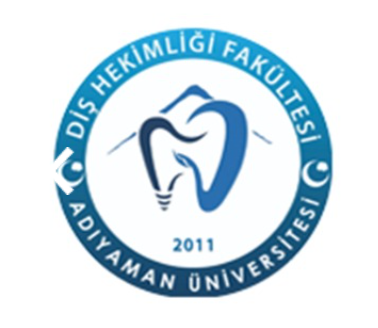 DİŞ HEKİMLİĞİ FAKÜLTESİ
2011
ADIYAMAN ÜNİVERSİTESİ